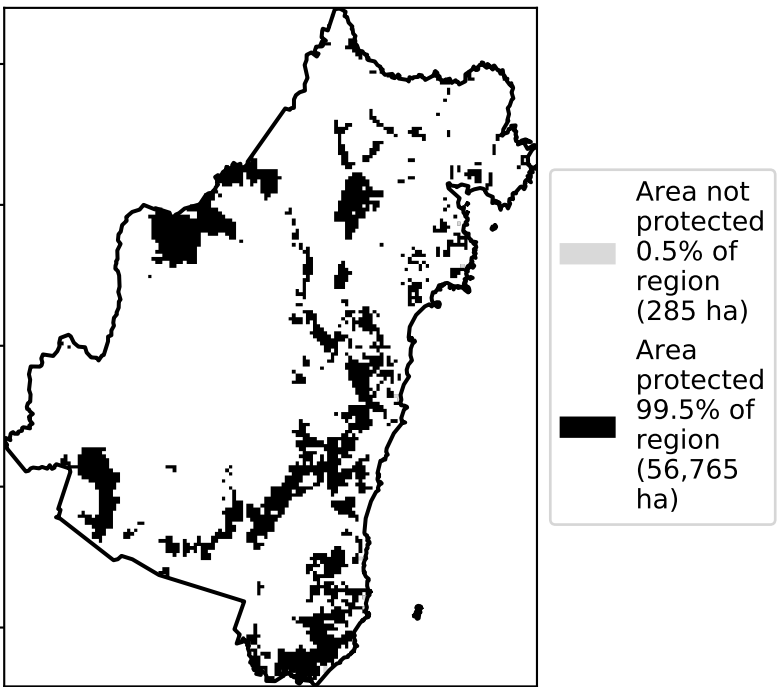 Area not
protected
0.5% of
region
(285 ha)
Area
protected
99.5% of
region
(56,765
ha)